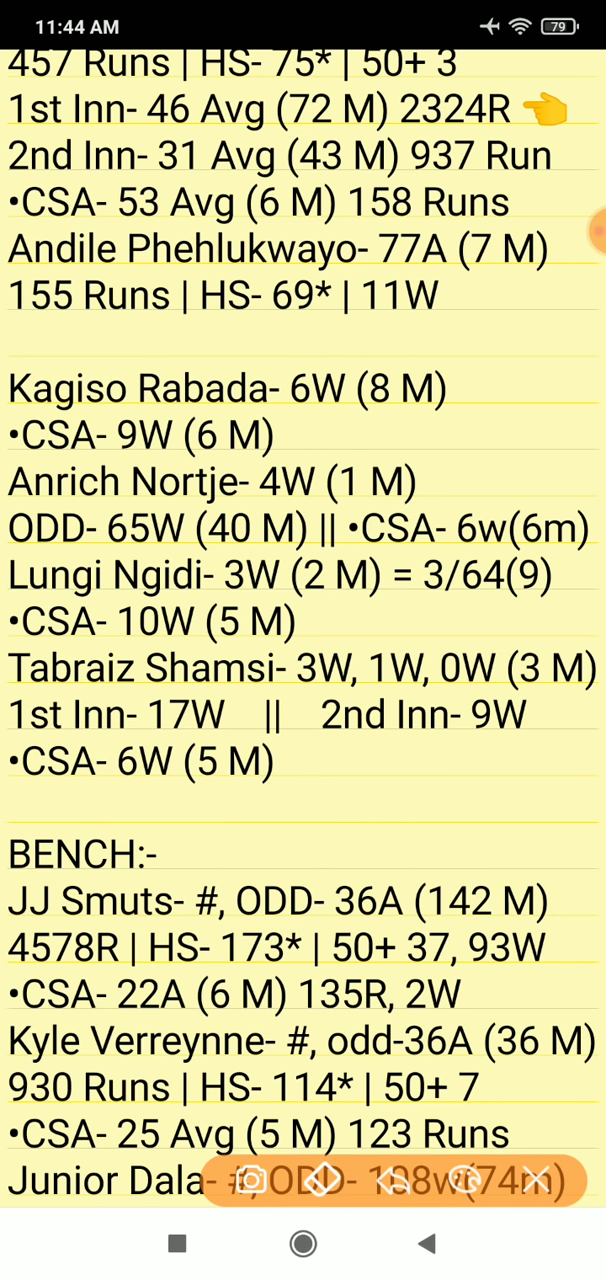 11:44 AM 79
457 Runs | HS- 75* | 50+ 3
1st Inn- 46 Avg (72 M) 2324R 👈
2nd Inn- 31 Avg (43 M) 937 Run
•CSA- 53 Avg (6 M) 158 Runs
Andile Phehlukwayo- 77A (7 M)
155 Runs | HS- 69* | 11W
Kagiso Rabada- 6W (8 M)
•CSA- 9W (6 M)
Anrich Nortje- 4W (1 M)
ODD- 65W (40 M) || •CSA- 6w(6m)
Lungi Ngidi- 3W (2 M) = 3/64(9)
•CSA- 10W (5 M)
Tabraiz Shamsi- 3W, 1W, 0W (3 M)
1st Inn- 17W || 2nd Inn- 9W
•CSA- 6W (5 M)
BENCH:-
JJ Smuts- #, ODD- 36A (142 M)
4578R | HS- 173* | 50+ 37, 93W
•CSA- 22A (6 M) 135R, 2W
Kyle Verreynne- #, odd-36A (36 M)
930 Runs | HS- 114* | 50+ 7
•CSA- 25 Avg (5 M) 123 Runs
Junior Dala- #, ODD- 108w(74m)